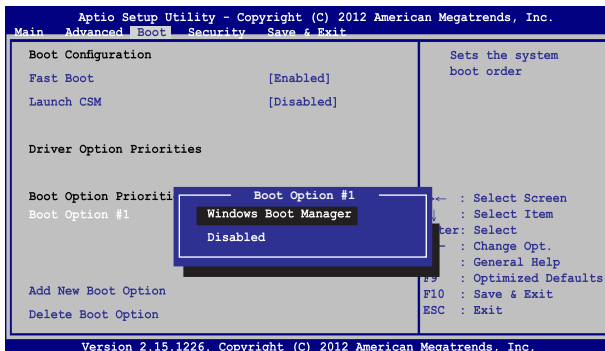 Aptio Setup Utility - Copyright (C) 2012 American Megatrends, Inc.
Main Advanced Boot Security Save & Exit
Boot Configuration
Fast Boot [Enabled]
Launch CSM [Disabled]
Driver Option Priorities
Boot Option Prioriti
Boot Option #1
Add New Boot Option
Delete Boot Option
Boot Option #1
Windows Boot Manager
Disabled
Sets the system
boot order
: Select Screen
: Select Item
ter: Select
: Change Opt.
: General Help
F9 : Optimized Defaults
F10 : Save & Exit
ESC : Exit
Version 2.15.1226. Copyright (C) 2012 American Megatrends, Inc.